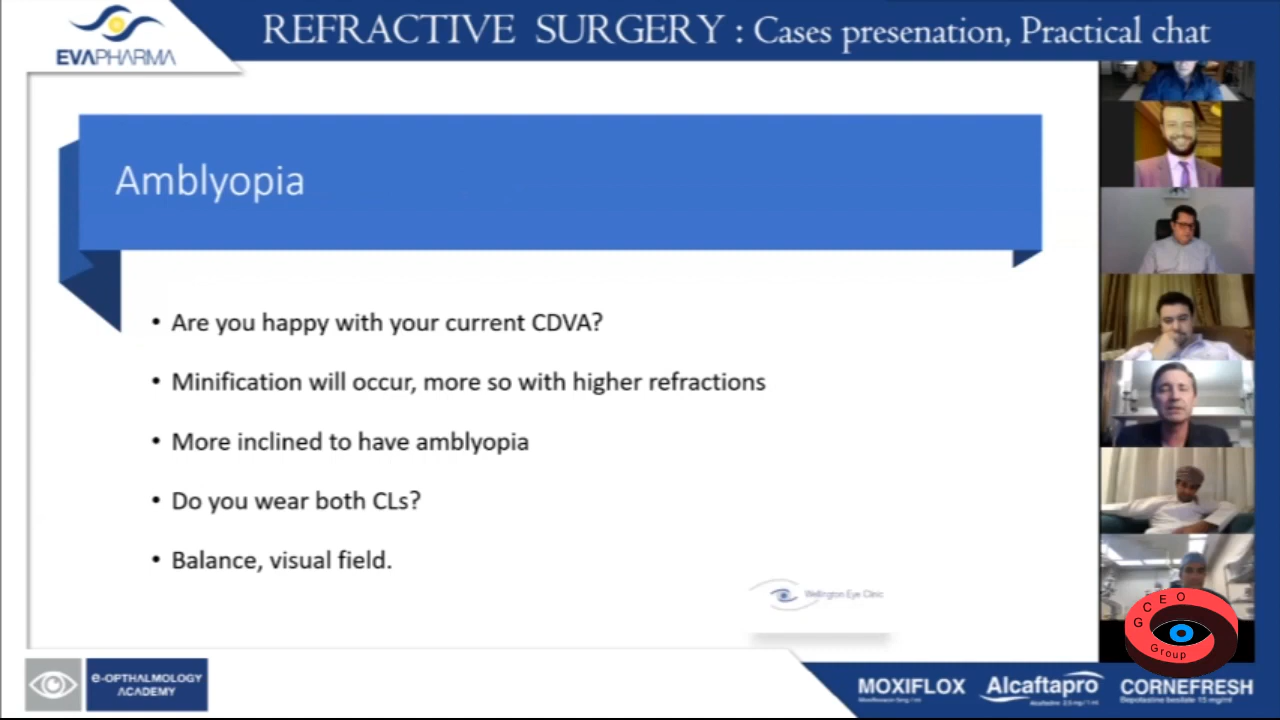 EVAPHARMA
REFRACTIVE SURGERY : Cases presenation, Practical chat
Amblyopia
• Are you happy with your current CDVA?
• Minification will occur, more so with higher refractions
• More inclined to have amblyopia
• Do you wear both CLs?
• Balance, visual field.
Wellington Eye Clinic
GCEO
Group
e-OPTHALMOLOGY
ACADEMY
MOXIFLOX
Alcaftapro
CORNEFRESH